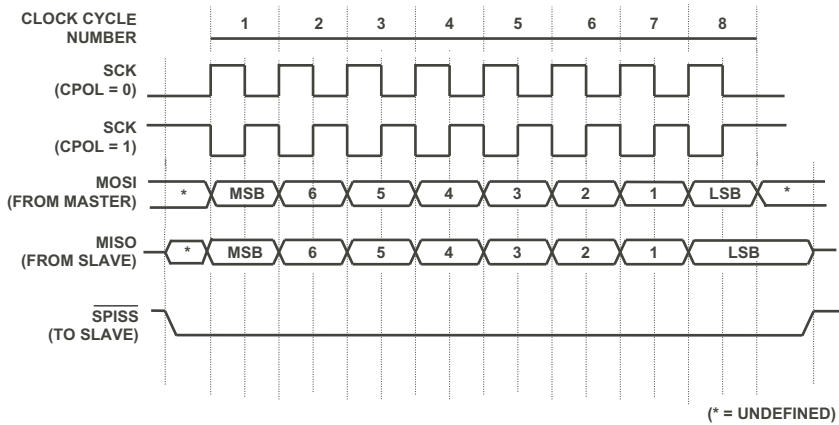 CLOCK CYCLE
NUMBER
1 2 3 4 5 6 7 8
SCK
(CPOL = 0)
SCK
(CPOL = 1)
MOSI
(FROM MASTER)
* MSB 6 5 4 3 2 1 LSB *
MISO
(FROM SLAVE)
* MSB 6 5 4 3 2 1 LSB
SPISS
(TO SLAVE)
(* = UNDEFINED)